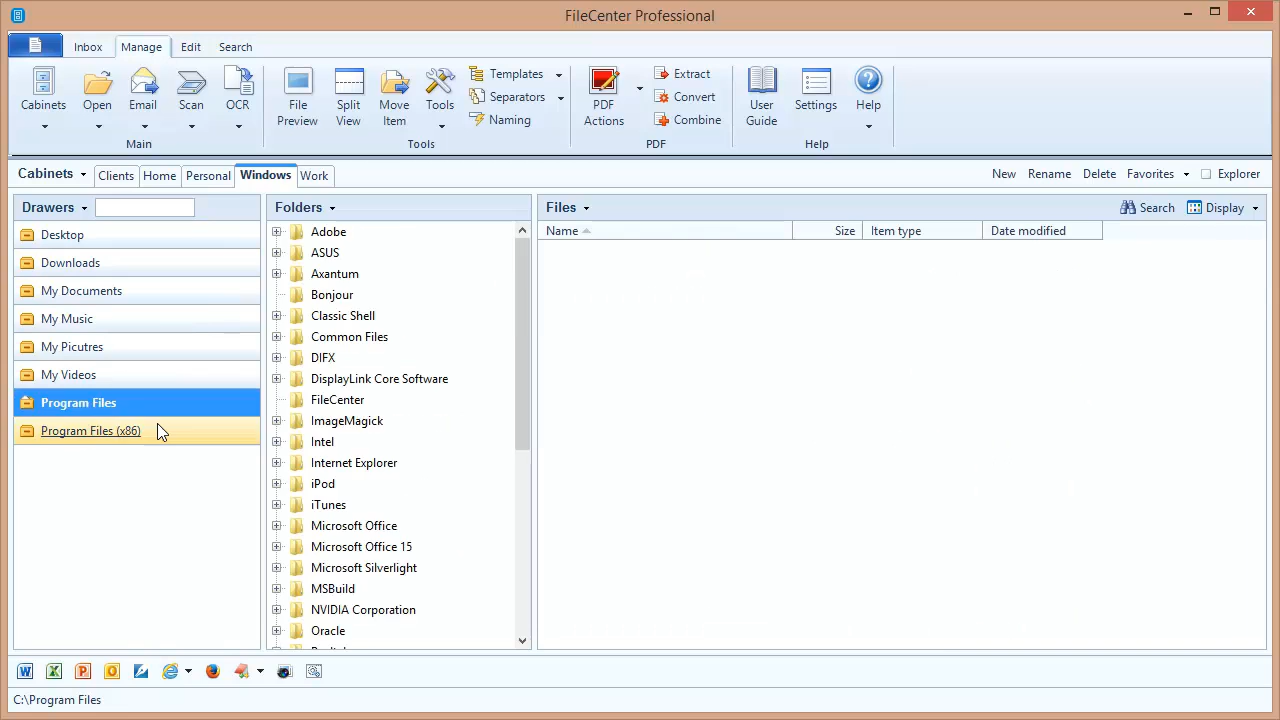 FileCenter Professional
Inbox Manage Edit Search
Cabinets Open Email Scan OCR
Main
File Preview Split View Move Item Tools
Templates
Separators
Naming
Tools
PDF Actions
Extract
Convert
Combine
PDF
User Guide Settings Help
Help
Cabinets Clients Home Personal Windows Work New Rename Delete Favorites Explorer
Drawers
Desktop
Downloads
My Documents
My Music
My Picutres
My Videos
Program Files
Program Files (x86)
Folders
Adobe
ASUS
Axantum
Bonjour
Classic Shell
Common Files
DIFX
DisplayLink Core Software
FileCenter
ImageMagick
Intel
Internet Explorer
iPod
iTunes
Microsoft Office
Microsoft Office 15
Microsoft Silverlight
MSBuild
NVIDIA Corporation
Oracle
Files Search Display
Name Size Item type Date modified
C:\Program Files